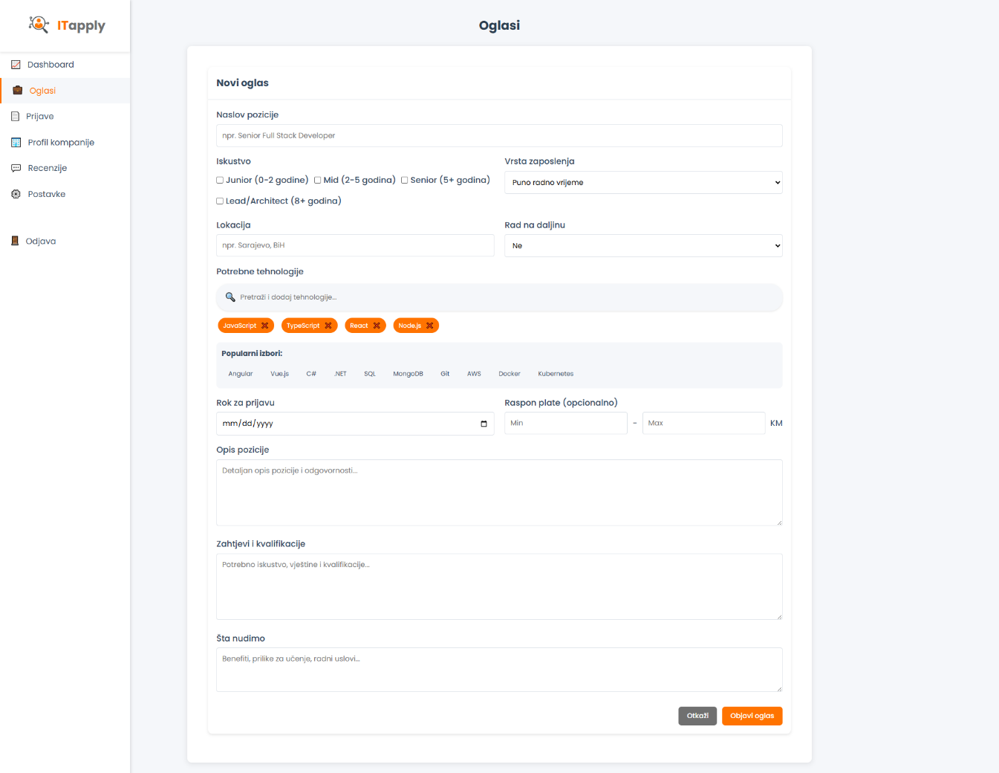 ITapply
Oglasi
Dashboard
Oglasi
Prijave
Profil kompanije
Recenzije
Postavke
Odjava
Novi oglas
Naslov pozicije
npr. Senior Full Stack Developer
Iskustvo
Junior (0-2 godine) Mid (2-5 godina) Senior (5+ godina)
Lead/Architect (8+ godina)
Vrsta zaposlenja
Puno radno vrijeme
Lokacija
npr. Sarajevo, BiH
Rad na daljinu
Ne
Potrebne tehnologije
Pretraži i dodaj tehnologije...
JavaScript TypeScript React Node.js
Popularni izbori:
Angular Vue.js C# .NET SQL MongoDB Git AWS Docker Kubernetes
Rok za prijavu
mm/dd/yyyy
Raspon plate (opcionalno)
Min - Max KM
Opis pozicije
Detaljan opis pozicije i odgovornosti...
Zahtjevi i kvalifikacije
Potrebno iskustvo, vještine i kvalifikacije...
Šta nudimo
Benefiti, prilike za učenje, radni uslovi...
Otkaži Objavi oglas